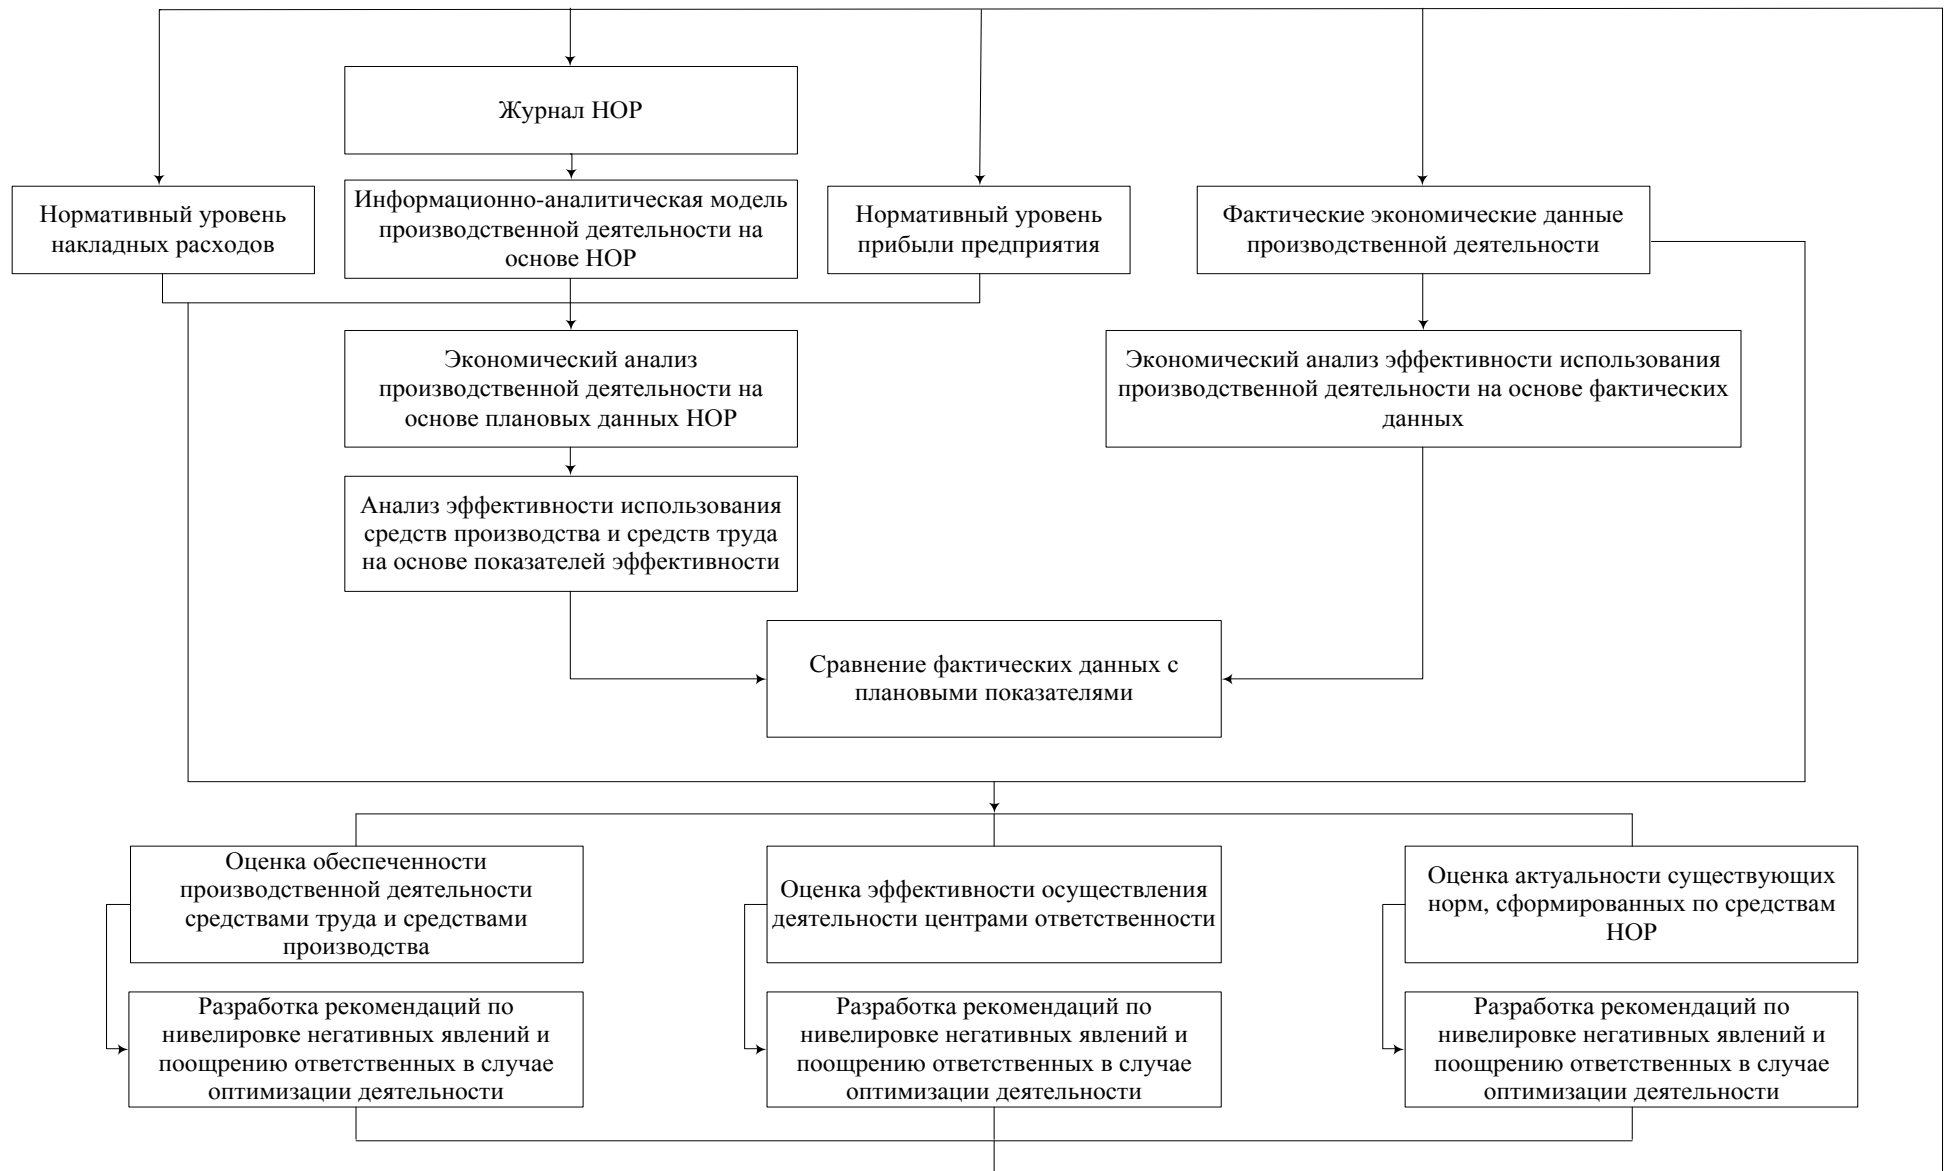 Журнал НОР
Нормативный уровень
накладных расходов
Информационно-аналитическая модель
производственной деятельности на
основе НОР
Нормативный уровень
прибыли предприятия
Фактические экономические данные
производственной деятельности
Экономический анализ
производственной деятельности на
основе плановых данных НОР
Экономический анализ эффективности использования
производственной деятельности на основе фактических
данных
Анализ эффективности использования
средств производства и средств труда
на основе показателей эффективности
Сравнение фактических данных с
плановыми показателями
Оценка обеспеченности
производственной деятельности
средствами труда и средствами
производства
Оценка эффективности осуществления
деятельности центрами ответственности
Оценка актуальности существующих
норм, сформированных по средствам
НОР
Разработка рекомендаций по
нивелировке негативных явлений и
поощрению ответственных в случае
оптимизации деятельности
Разработка рекомендаций по
нивелировке негативных явлений и
поощрению ответственных в случае
оптимизации деятельности
Разработка рекомендаций по
нивелировке негативных явлений и
поощрению ответственных в случае
оптимизации деятельности